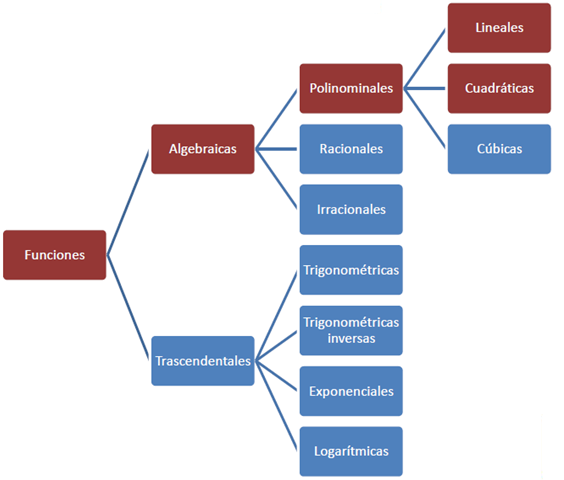 Funciones
Algebraicas
Polinominales
Lineales
Cuadráticas
Cúbicas
Racionales
Irracionales
Trascendentales
Trigonométricas
Trigonométricas
inversas
Exponenciales
Logarítmicas